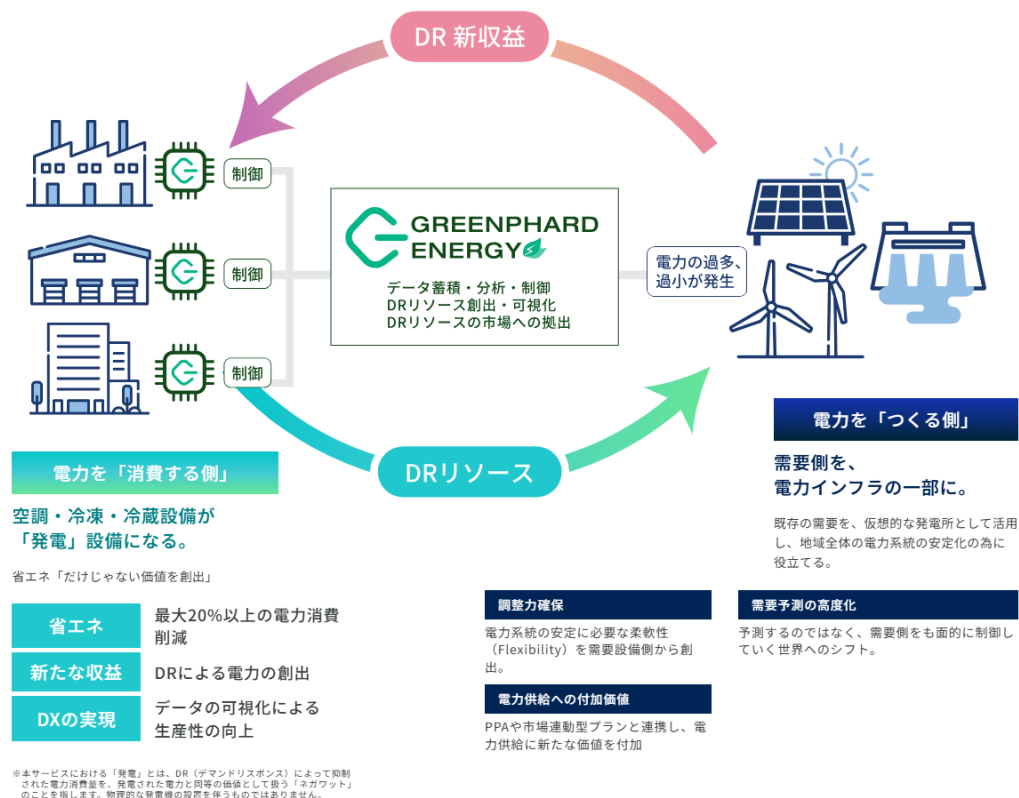 DR 新収益
制御
制御
制御
GREENPHARD
ENERGY
データ蓄積・分析・制御
DRリソース創出・可視化
DRリソースの市場への拠出
電力の過多、
過小が発生
DRリソース
電力を「消費する側」
空調・冷凍・冷蔵設備が
「発電」設備になる。
省エネ「だけじゃない価値を創出」
省エネ
最大20%以上の電力消費
削減
新たな収益
DRによる電力の創出
DXの実現
データの可視化による
生産性の向上
※本サービスにおける「発電」とは、DR（デマンドリスポンス）によって抑制
された電力消費量を、発電された電力と同等の価値として扱う「ネガワット」
のことを指します。物理的な発電機の設置を伴うものではありません。
電力を「つくる側」
需要側を、
電力インフラの一部に。
既存の需要を、仮想的な発電所として活用
し、地域全体の電力系統の安定化の為に
役立てる。
調整力確保
電力系統の安定に必要な柔軟性
（Flexibility）を需要設備側から創
出。
需要予測の高度化
予測するのではなく、需要側をも面的に制御し
ていく世界へのシフト。
電力供給への付加価値
PPAや市場連動型プランと連携し、電
力供給に新たな価値を付加